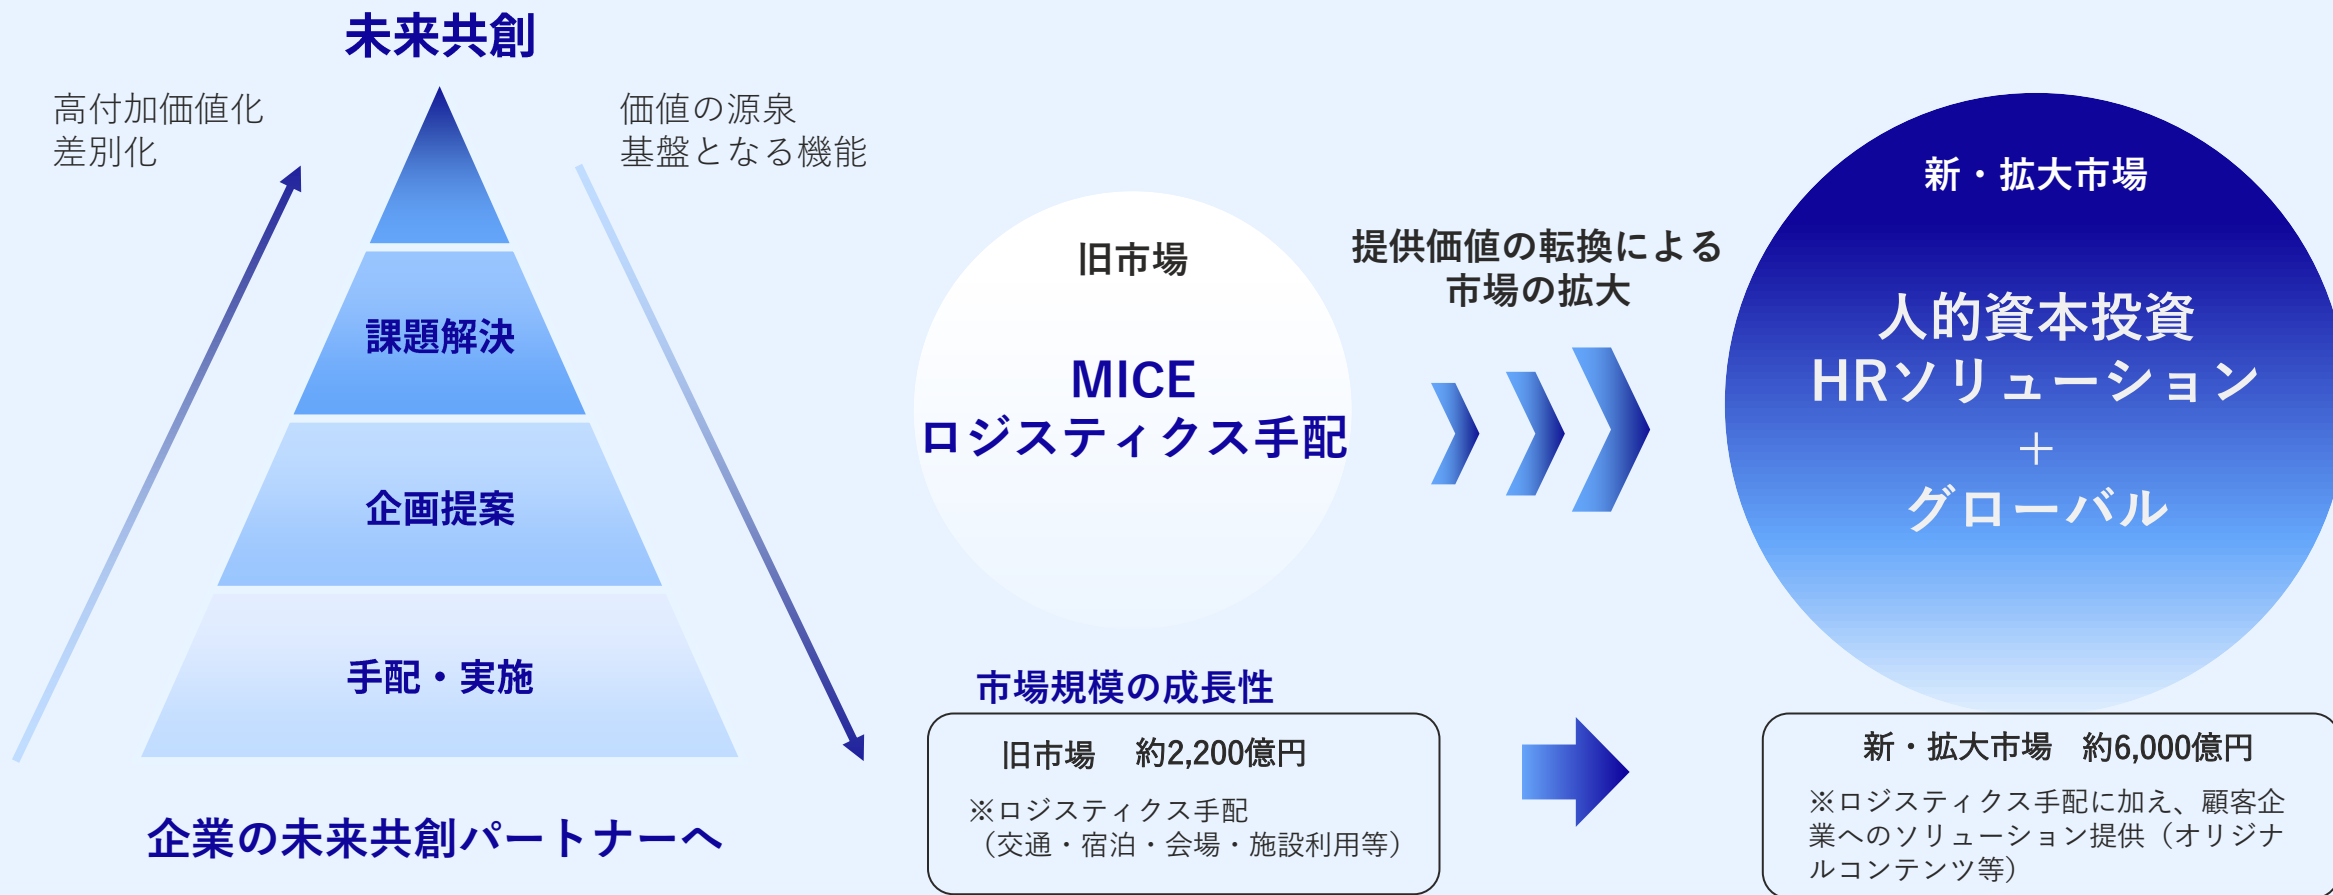 未来共創
高付加価値化
差別化
価値の源泉
基盤となる機能
課題解決
企画提案
手配・実施
企業の未来共創パートナーへ
旧市場
MICE
ロジスティクス手配
提供価値の転換による
市場の拡大
新・拡大市場
人的資本投資
HRソリューション
＋
グローバル
市場規模の成長性
旧市場　約2,200億円
※ロジスティクス手配
（交通・宿泊・会場・施設利用等）
新・拡大市場　約6,000億円
※ロジスティクス手配に加え、顧客企
業へのソリューション提供（オリジナ
ルコンテンツ等）